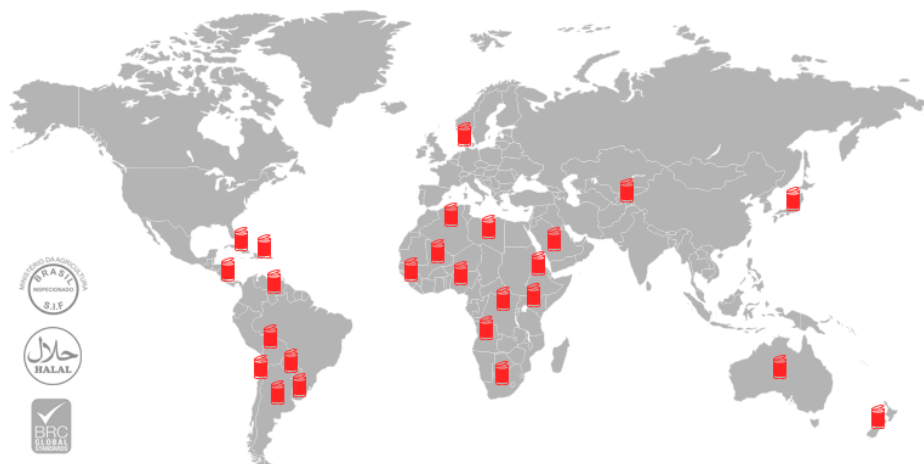 MINISTÉRIO DA AGRICULTURA
BRASIL
INSPECIONADO
S.I.F
حلال
HALAL
BRC
GLOBAL
STANDARDS